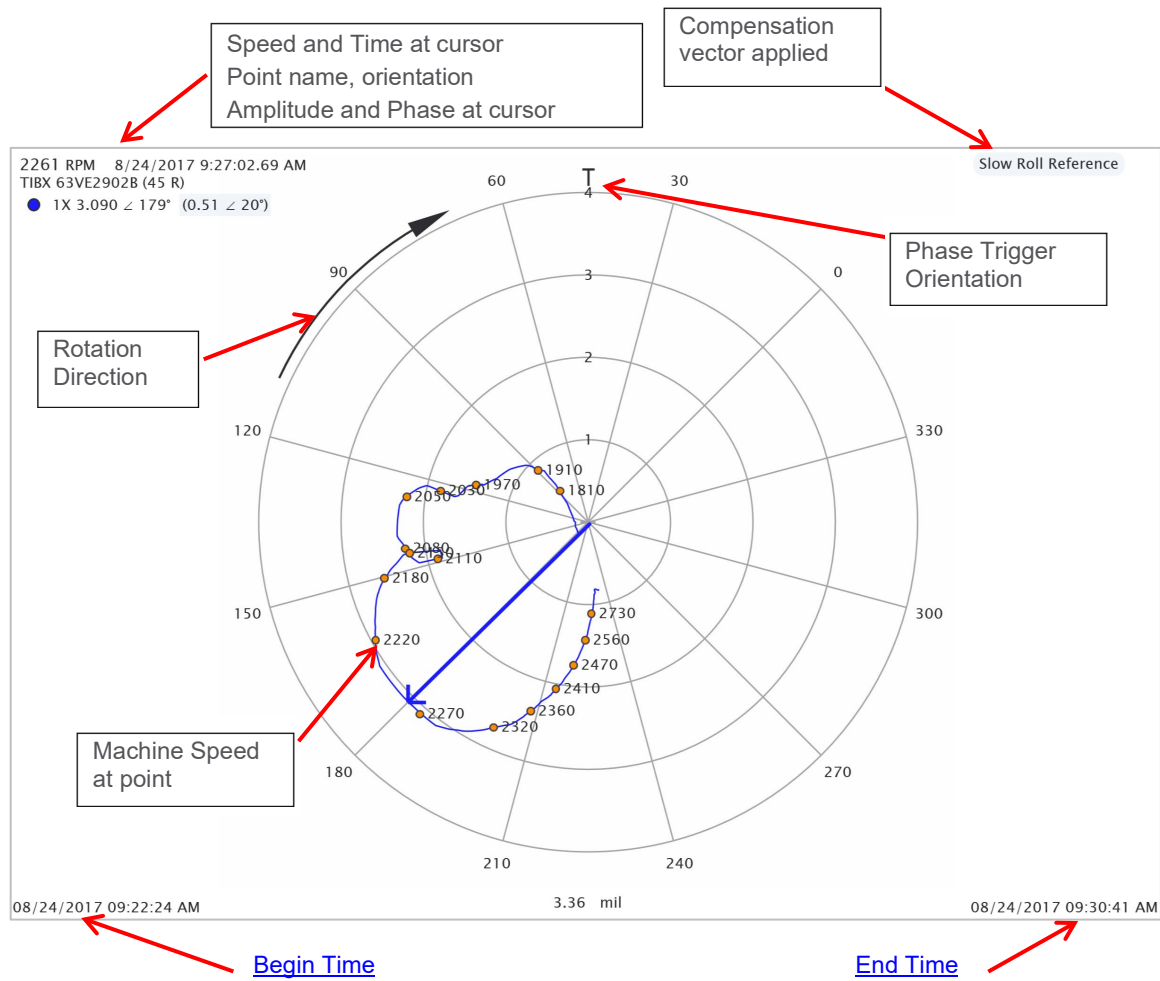 Speed and Time at cursor
Point name, orientation
Amplitude and Phase at cursor
Compensation
vector applied
2261 RPM 8/24/2017 9:27:02.69 AM
TIBX 63VE2902B (45 R)
1X 3.090 ∠ 179° (0.51 ∠ 20°)
Slow Roll Reference
T
60
30
4
Phase Trigger
Orientation
90
0
3
Rotation
Direction
2
120
330
1
1910
1970
1810
2030
2050
2080
2110
2180
150
300
2730
2220
2560
2470
2410
2270
2360
2320
Machine Speed
at point
180
270
210
240
3.36 mil
08/24/2017 09:22:24 AM
08/24/2017 09:30:41 AM
Begin Time
End Time